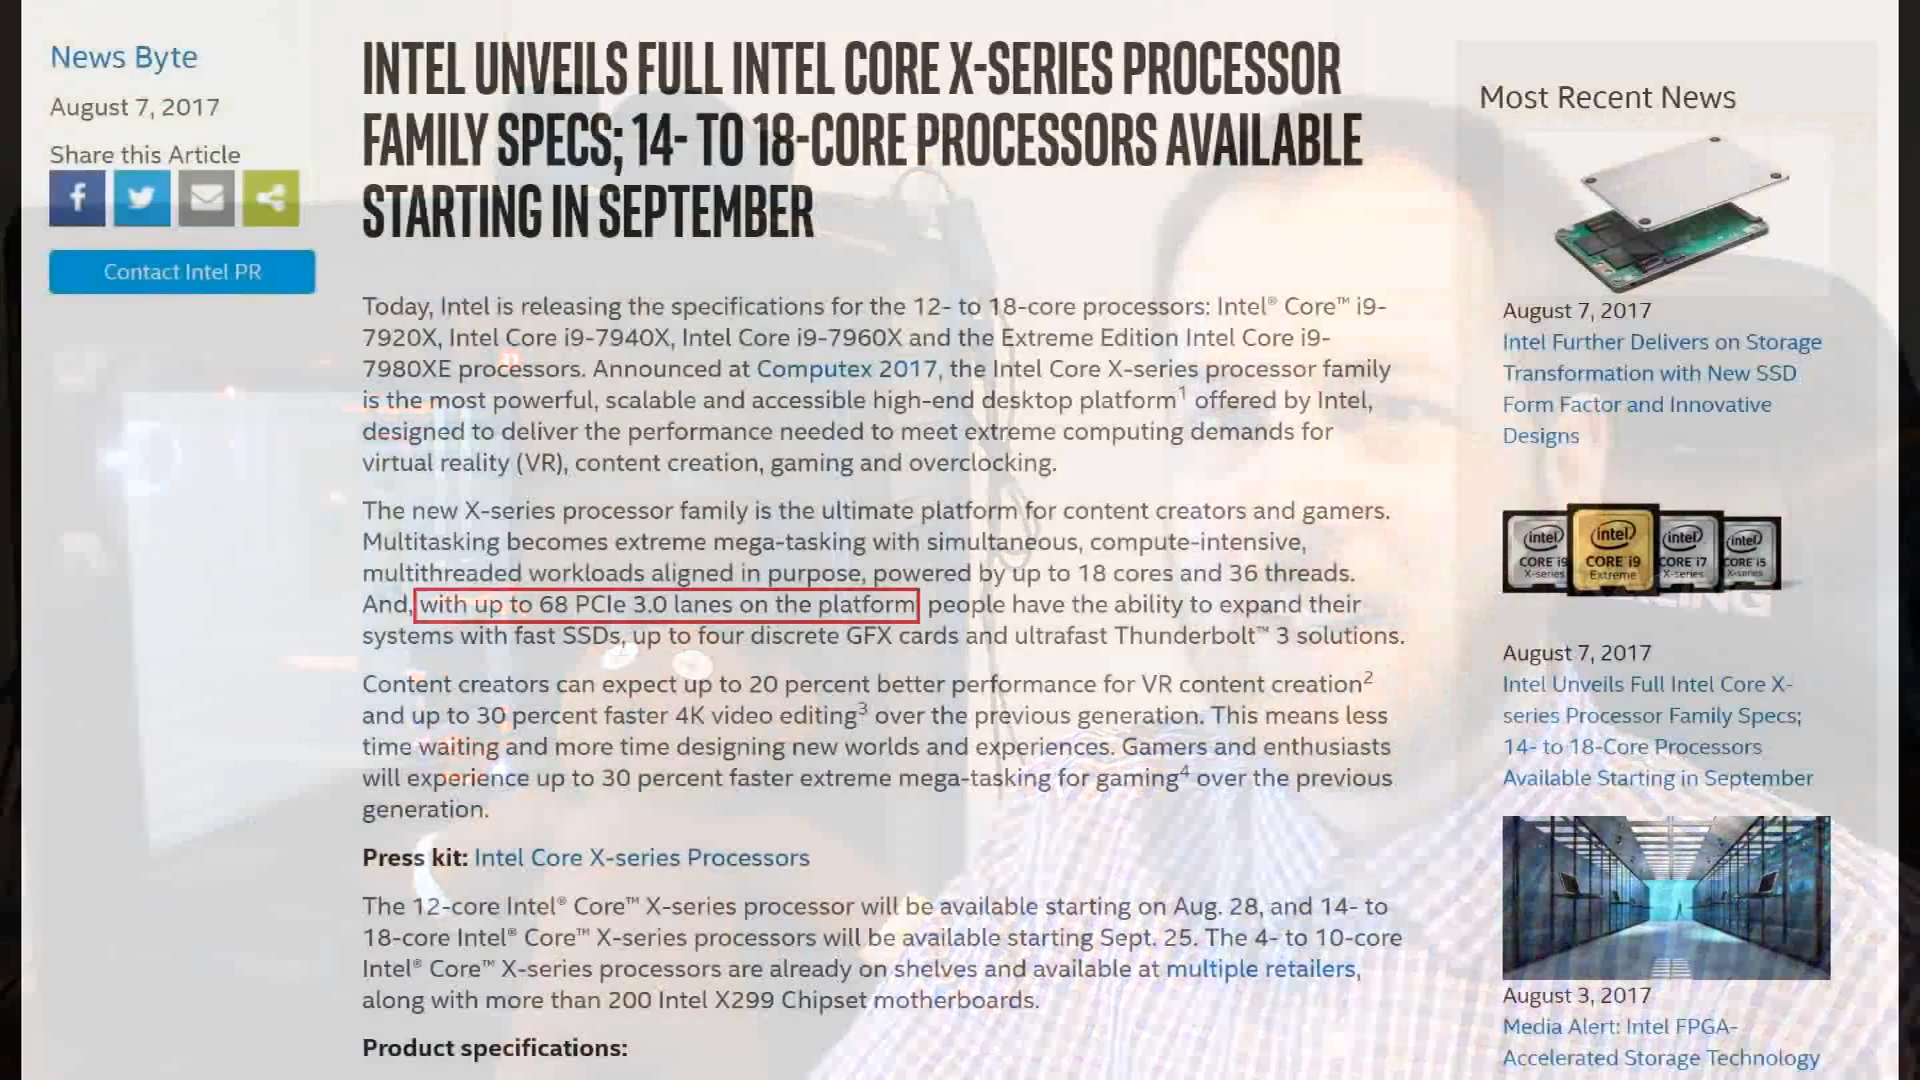 News Byte
August 7, 2017
Share this Article
Contact Intel PR
INTEL UNVEILS FULL INTEL CORE X-SERIES PROCESSOR
FAMILY SPECS; 14- TO 18-CORE PROCESSORS AVAILABLE
STARTING IN SEPTEMBER
Today, Intel is releasing the specifications for the 12- to 18-core processors: Intel® Core™ i9-
7920X, Intel Core i9-7940X, Intel Core i9-7960X and the Extreme Edition Intel Core i9-
7980XE processors. Announced at Computex 2017, the Intel Core X-series processor family
is the most powerful, scalable and accessible high-end desktop platform¹ offered by Intel,
designed to deliver the performance needed to meet extreme computing demands for
virtual reality (VR), content creation, gaming and overclocking.
The new X-series processor family is the ultimate platform for content creators and gamers.
Multitasking becomes extreme mega-tasking with simultaneous, compute-intensive,
multithreaded workloads aligned in purpose, powered by up to 18 cores and 36 threads.
And, with up to 68 PCIe 3.0 lanes on the platform people have the ability to expand their
systems with fast SSDs, up to four discrete GFX cards and ultrafast Thunderbolt™ 3 solutions.
Content creators can expect up to 20 percent better performance for VR content creation²
and up to 30 percent faster 4K video editing³ over the previous generation. This means less
time waiting and more time designing new worlds and experiences. Gamers and enthusiasts
will experience up to 30 percent faster extreme mega-tasking for gaming⁴ over the previous
generation.
Press kit: Intel Core X-series Processors
The 12-core Intel® Core™ X-series processor will be available starting on Aug. 28, and 14- to
18-core Intel® Core™ X-series processors will be available starting Sept. 25. The 4- to 10-core
Intel® Core™ X-series processors are already on shelves and available at multiple retailers,
along with more than 200 Intel X299 Chipset motherboards.
Product specifications:
Most Recent News
August 7, 2017
Intel Further Delivers on Storage
Transformation with New SSD
Form Factor and Innovative
Designs
intel CORE i9 X-series
intel CORE i9 Extreme
intel CORE i7 X-series
intel CORE i5 X-series
August 7, 2017
Intel Unveils Full Intel Core X-
series Processor Family Specs;
14- to 18-Core Processors
Available Starting in September
August 3, 2017
Media Alert: Intel FPGA-
Accelerated Storage Technology